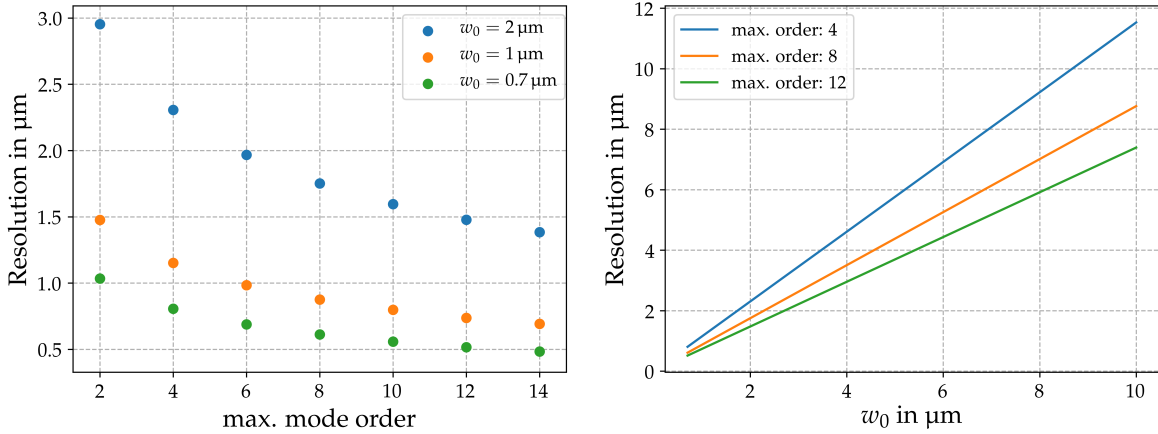 3.0
2.5
2.0
1.5
1.0
0.5
2 4 6 8 10 12 14
Resolution in µm
max. mode order
w₀ = 2 µm
w₀ = 1 µm
w₀ = 0.7 µm
12
10
8
6
4
2
0
2 4 6 8 10
Resolution in µm
w₀ in µm
max. order: 4
max. order: 8
max. order: 12